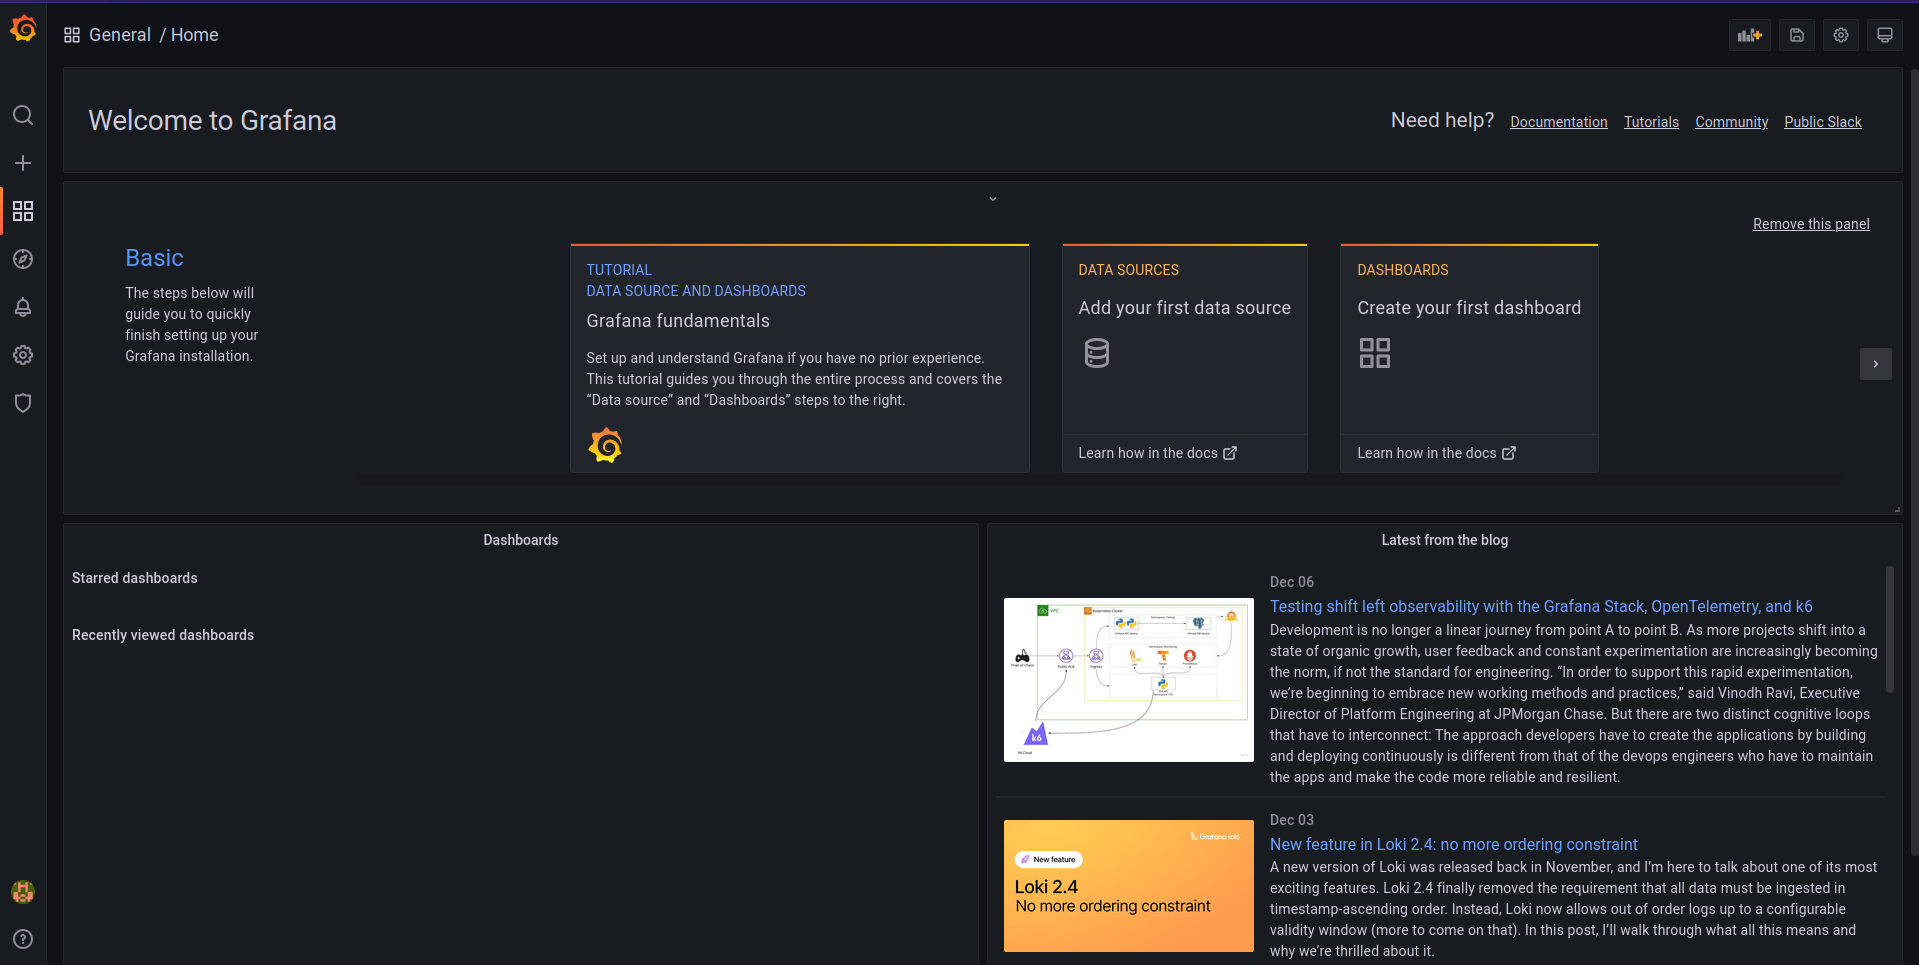 General / Home
Welcome to Grafana
Need help? Documentation Tutorials Community Public Slack
Remove this panel
Basic
The steps below will
guide you to quickly
finish setting up your
Grafana installation.
TUTORIAL
DATA SOURCE AND DASHBOARDS
Grafana fundamentals
Set up and understand Grafana if you have no prior experience.
This tutorial guides you through the entire process and covers the
“Data source” and “Dashboards” steps to the right.
DATA SOURCES
Add your first data source
Learn how in the docs
DASHBOARDS
Create your first dashboard
Learn how in the docs
Dashboards
Starred dashboards
Recently viewed dashboards
Latest from the blog
VPC
Kubernetes Cluster
Public ALB
Ingress
k6
Dec 06
Testing shift left observability with the Grafana Stack, OpenTelemetry, and k6
Development is no longer a linear journey from point A to point B. As more projects shift into a
state of organic growth, user feedback and constant experimentation are increasingly becoming
the norm, if not the standard for engineering. “In order to support this rapid experimentation,
we’re beginning to embrace new working methods and practices,” said Vinodh Ravi, Executive
Director of Platform Engineering at JPMorgan Chase. But there are two distinct cognitive loops
that have to interconnect: The approach developers have to create the applications by building
and deploying continuously is different from that of the devops engineers who have to maintain
the apps and make the code more reliable and resilient.
Grafana loki
New feature
Loki 2.4
No more ordering constraint
Dec 03
New feature in Loki 2.4: no more ordering constraint
A new version of Loki was released back in November, and I’m here to talk about one of its most
exciting features. Loki 2.4 finally removed the requirement that all data must be ingested in
timestamp-ascending order. Instead, Loki now allows out of order logs up to a configurable
validity window (more to come on that). In this post, I’ll walk through what all this means and
why we’re thrilled about it.